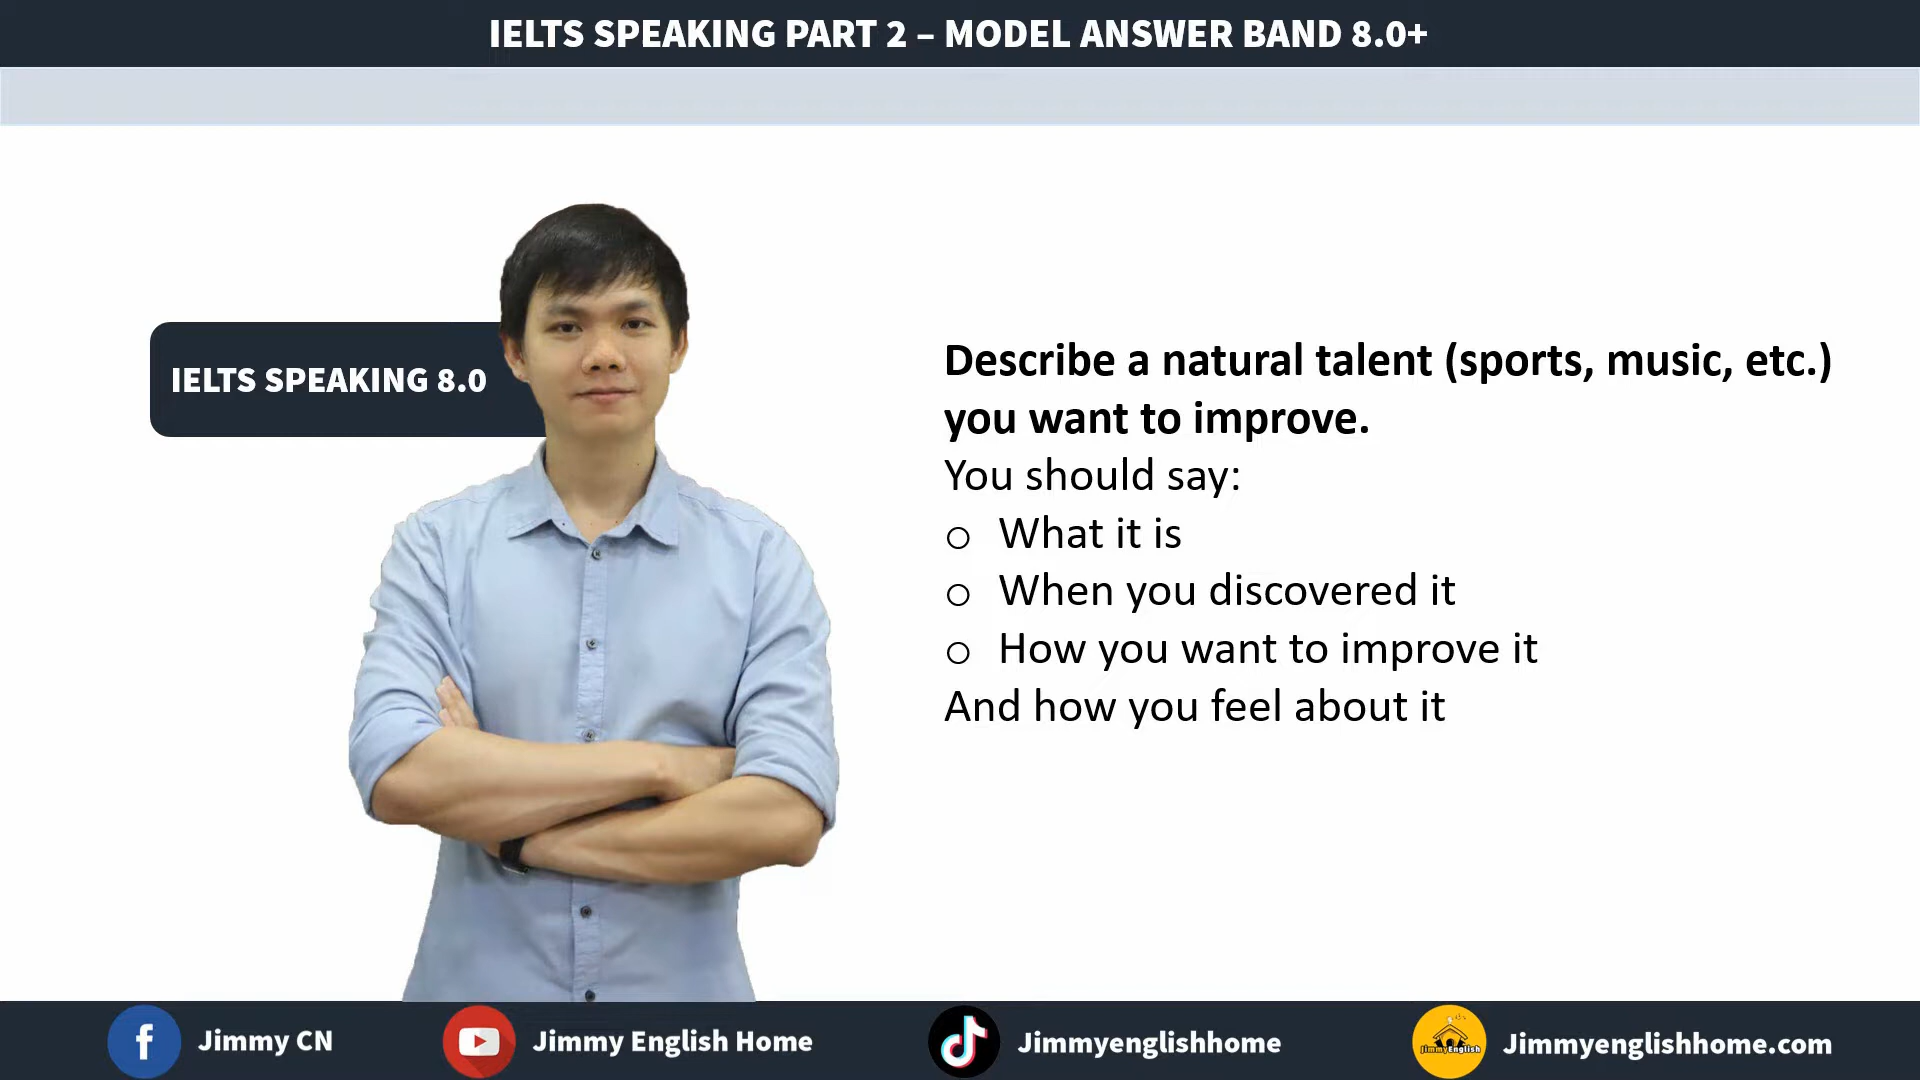 IELTS SPEAKING PART 2 – MODEL ANSWER BAND 8.0+
IELTS SPEAKING 8.0
Describe a natural talent (sports, music, etc.)
you want to improve.
You should say:
o What it is
o When you discovered it
o How you want to improve it
And how you feel about it
Jimmy CN
Jimmy English Home
Jimmyenglishhome
JimmyEnglish
Jimmyenglishhome.com